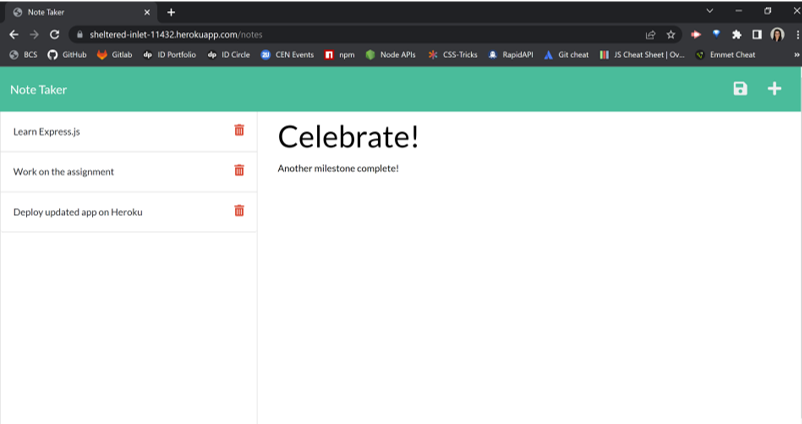 Note Taker
sheltered-inlet-11432.herokuapp.com/notes
BCS GitHub Gitlab dp ID Portfolio dp ID Circle CEN Events npm Node APIs CSS-Tricks RapidAPI Git cheat JS Cheat Sheet | Ov... Emmet Cheat »
Note Taker
Learn Express.js
Work on the assignment
Deploy updated app on Heroku
Celebrate!
Another milestone complete!